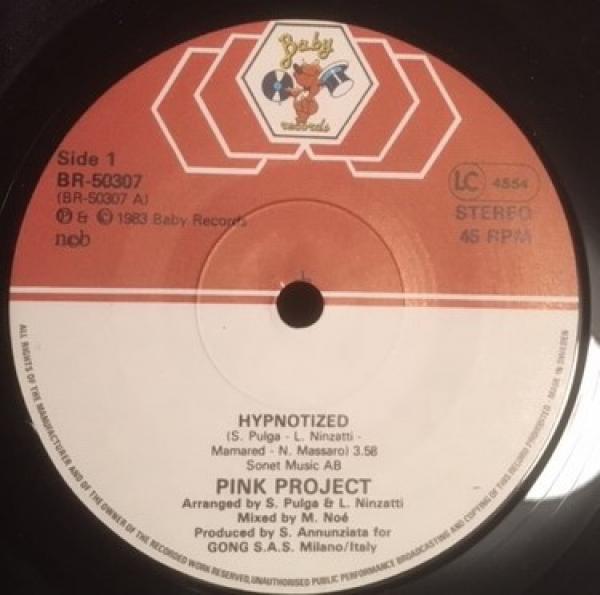 Baby
records
Side 1
BR-50307
(BR-50307 A)
℗ & © 1983 Baby Records
ncb
LC 4554
STEREO
45 RPM
HYPNOTIZED
(S. Pulga - L. Ninzatti -
Mamared - N. Massaro) 3.58
Sonet Music AB
PINK PROJECT
Arranged by S. Pulga & L. Ninzatti
Mixed by M. Noé
Produced by S. Annunziata for
GONG S.A.S. Milano/Italy
ALL RIGHTS OF THE MANUFACTURER AND OF THE OWNER OF THE RECORDED WORK RESERVED, UNAUTHORISED PUBLIC PERFORMANCE BROADCASTING AND COPYING OF THIS RECORD PROHIBITED · MADE IN SWEDEN